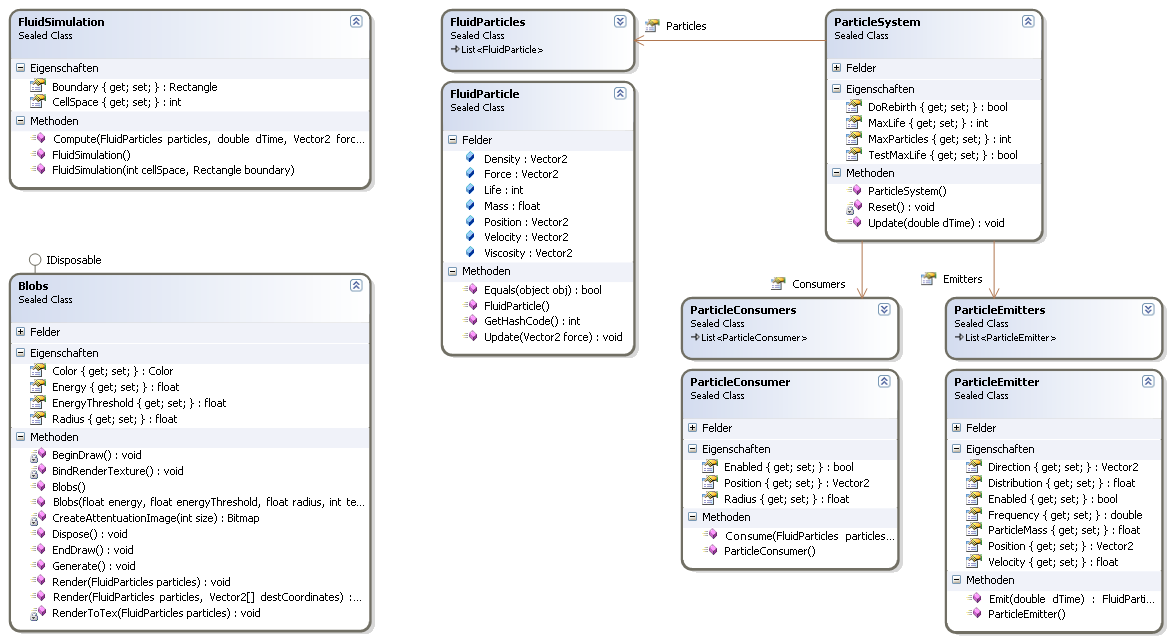 FluidSimulation
Sealed Class
Eigenschaften
Boundary { get; set; } : Rectangle
CellSpace { get; set; } : int
Methoden
Compute(FluidParticles particles, double dTime, Vector2 force...
FluidSimulation()
FluidSimulation(int cellSpace, Rectangle boundary)
IDisposable
Blobs
Sealed Class
Felder
Eigenschaften
Color { get; set; } : Color
Energy { get; set; } : float
EnergyThreshold { get; set; } : float
Radius { get; set; } : float
Methoden
BeginDraw() : void
BindRenderTexture() : void
Blobs()
Blobs(float energy, float energyThreshold, float radius, int te...
CreateAttentuationImage(int size) : Bitmap
Dispose() : void
EndDraw() : void
Generate() : void
Render(FluidParticles particles) : void
Render(FluidParticles particles, Vector2[] destCoordinates) :...
RenderToTex(FluidParticles particles) : void
FluidParticles
Sealed Class
List<FluidParticle>
FluidParticle
Sealed Class
Felder
Density : Vector2
Force : Vector2
Life : int
Mass : float
Position : Vector2
Velocity : Vector2
Viscosity : Vector2
Methoden
Equals(object obj) : bool
FluidParticle()
GetHashCode() : int
Update(Vector2 force) : void
Particles
ParticleSystem
Sealed Class
Felder
Eigenschaften
DoRebirth { get; set; } : bool
MaxLife { get; set; } : int
MaxParticles { get; set; } : int
TestMaxLife { get; set; } : bool
Methoden
ParticleSystem()
Reset() : void
Update(double dTime) : void
Consumers
Emitters
ParticleConsumers
Sealed Class
List<ParticleConsumer>
ParticleConsumer
Sealed Class
Felder
Eigenschaften
Enabled { get; set; } : bool
Position { get; set; } : Vector2
Radius { get; set; } : float
Methoden
Consume(FluidParticles particles...
ParticleConsumer()
ParticleEmitters
Sealed Class
List<ParticleEmitter>
ParticleEmitter
Sealed Class
Felder
Eigenschaften
Direction { get; set; } : Vector2
Distribution { get; set; } : float
Enabled { get; set; } : bool
Frequency { get; set; } : double
ParticleMass { get; set; } : float
Position { get; set; } : Vector2
Velocity { get; set; } : float
Methoden
Emit(double dTime) : FluidParti...
ParticleEmitter()